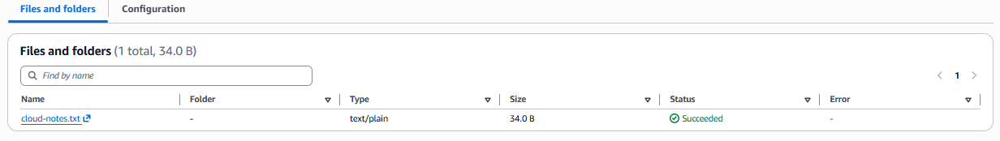 Files and folders Configuration
Files and folders (1 total, 34.0 B)
Find by name
1
Name Folder Type Size Status Error
cloud-notes.txt - text/plain 34.0 B Succeeded -